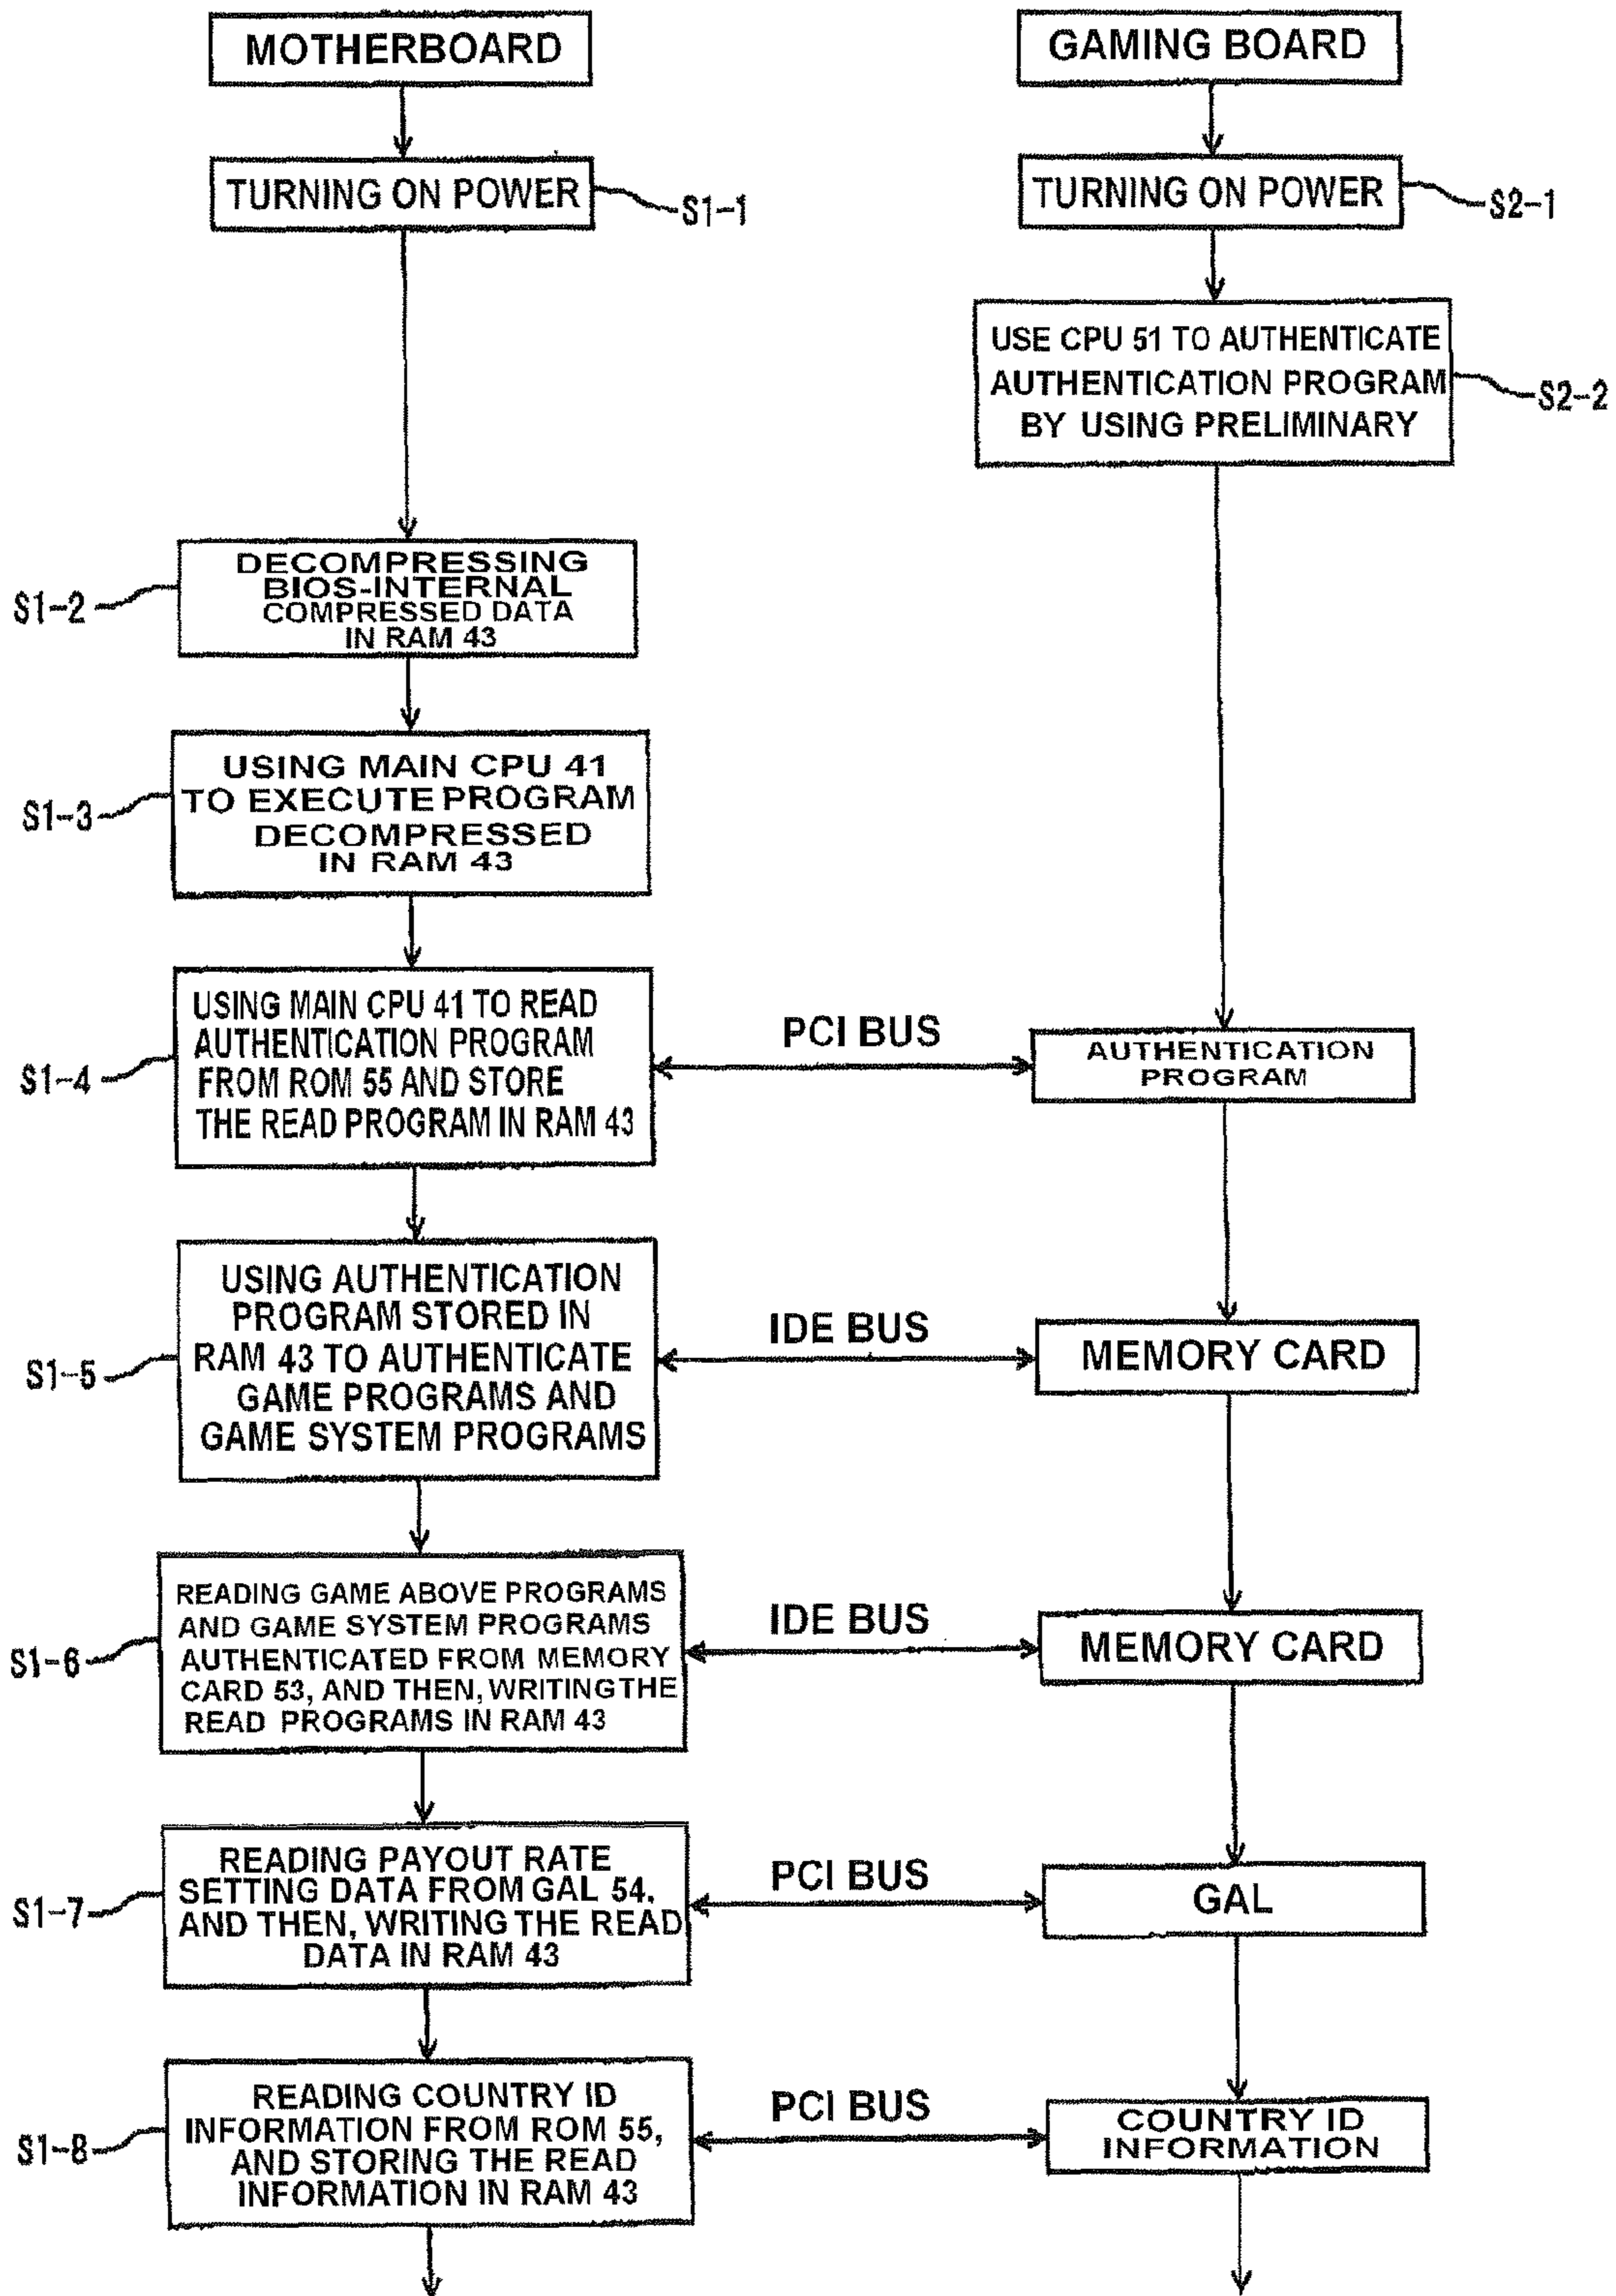 MOTHERBOARD
GAMING BOARD
TURNING ON POWER
S1-1
TURNING ON POWER
S2-1
USE CPU 51 TO AUTHENTICATE
AUTHENTICATION PROGRAM
BY USING PRELIMINARY
S2-2
S1-2
DECOMPRESSING
BIOS-INTERNAL
COMPRESSED DATA
IN RAM 43
S1-3
USING MAIN CPU 41
TO EXECUTE PROGRAM
DECOMPRESSED
IN RAM 43
S1-4
USING MAIN CPU 41 TO READ
AUTHENTICATION PROGRAM
FROM ROM 55 AND STORE
THE READ PROGRAM IN RAM 43
PCI BUS
AUTHENTICATION
PROGRAM
S1-5
USING AUTHENTICATION
PROGRAM STORED IN
RAM 43 TO AUTHENTICATE
GAME PROGRAMS AND
GAME SYSTEM PROGRAMS
IDE BUS
MEMORY CARD
S1-6
READING GAME ABOVE PROGRAMS
AND GAME SYSTEM PROGRAMS
AUTHENTICATED FROM MEMORY
CARD 53, AND THEN, WRITING THE
READ PROGRAMS IN RAM 43
IDE BUS
MEMORY CARD
S1-7
READING PAYOUT RATE
SETTING DATA FROM GAL 54,
AND THEN, WRITING THE READ
DATA IN RAM 43
PCI BUS
GAL
S1-8
READING COUNTRY ID
INFORMATION FROM ROM 55,
AND STORING THE READ
INFORMATION IN RAM 43
PCI BUS
COUNTRY ID
INFORMATION